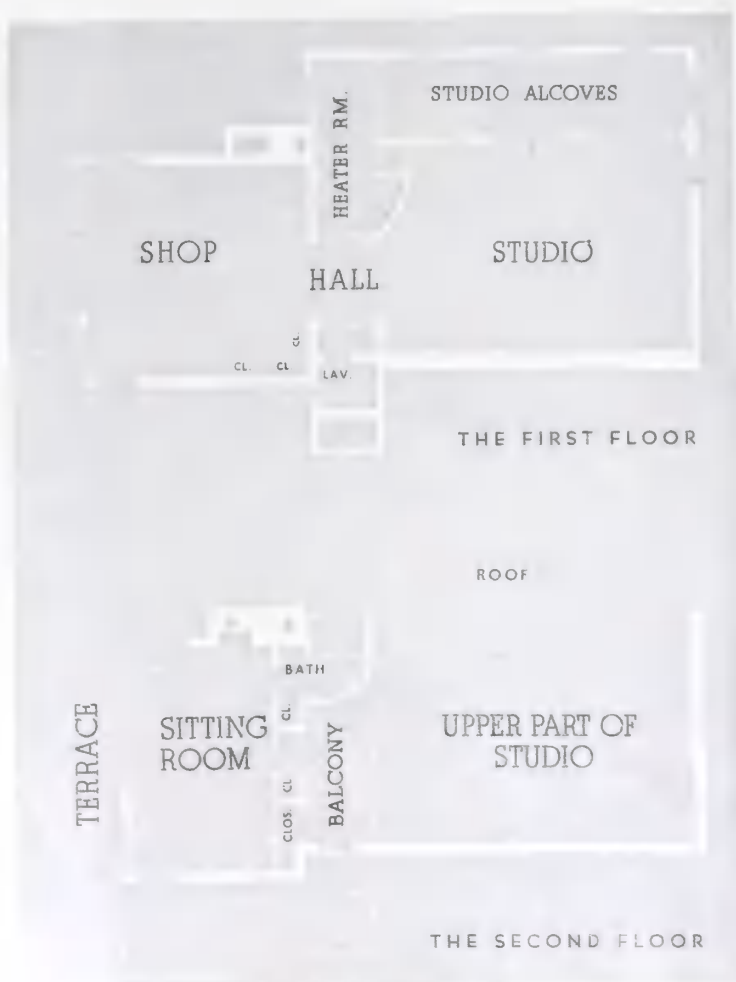 STUDIO ALCOVES
HEATER RM.
SHOP
HALL
STUDIO
CL.
CL.
CL
LAV.
THE FIRST FLOOR
ROOF
BATH
TERRACE
SITTING
ROOM
CL.
CL
CLOS.
BALCONY
UPPER PART OF
STUDIO
THE SECOND FLOOR